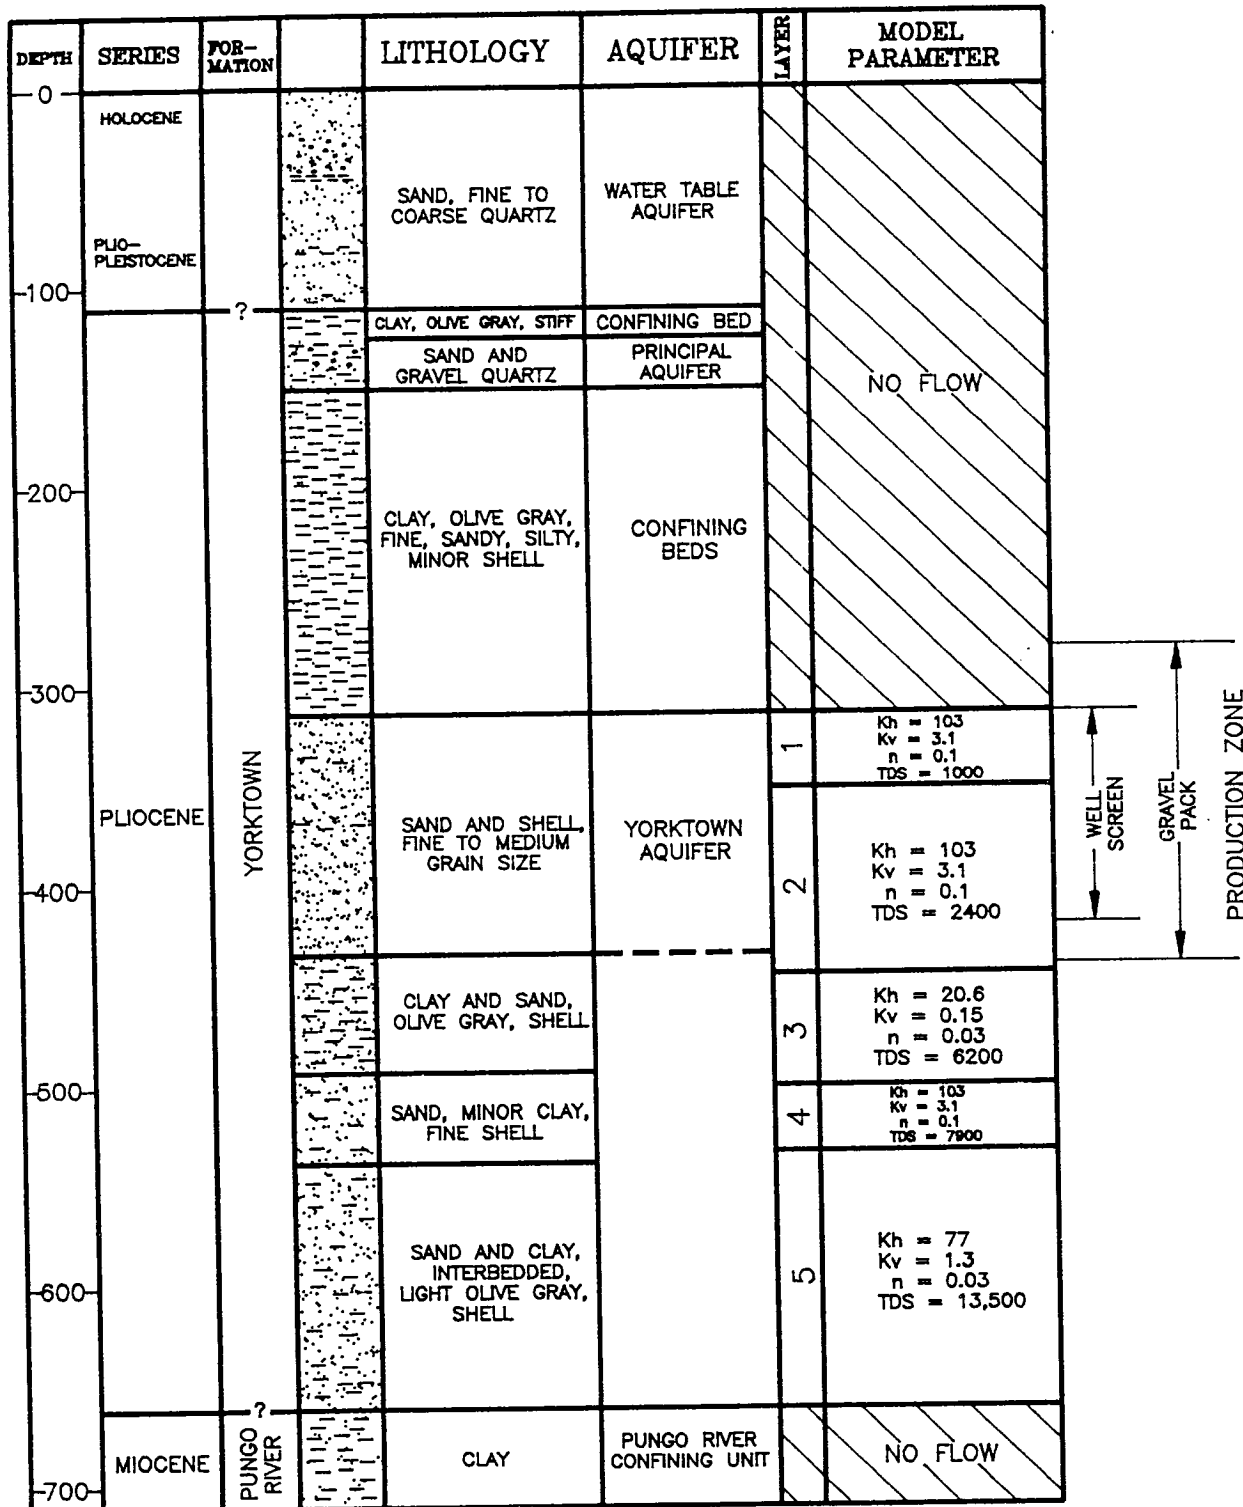 DEPTH
SERIES
FOR-
MATION
LITHOLOGY
AQUIFER
LAYER
MODEL
PARAMETER
0
HOLOCENE
SAND, FINE TO
COARSE QUARTZ
WATER TABLE
AQUIFER
PLIO-
PLEISTOCENE
100
?
CLAY, OLIVE GRAY, STIFF
CONFINING BED
SAND AND
GRAVEL QUARTZ
PRINCIPAL
AQUIFER
NO FLOW
200
CLAY, OLIVE GRAY,
FINE, SANDY, SILTY,
MINOR SHELL
CONFINING
BEDS
300
PLIOCENE
YORKTOWN
SAND AND SHELL,
FINE TO MEDIUM
GRAIN SIZE
YORKTOWN
AQUIFER
1
Kh = 103
Kv = 3.1
n = 0.1
TDS = 1000
2
Kh = 103
Kv = 3.1
n = 0.1
TDS = 2400
WELL
SCREEN
GRAVEL
PACK
PRODUCTION ZONE
400
CLAY AND SAND,
OLIVE GRAY, SHELL
3
Kh = 20.6
Kv = 0.15
n = 0.03
TDS = 6200
500
SAND, MINOR CLAY,
FINE SHELL
4
Kh = 103
Kv = 3.1
n = 0.1
TDS = 7900
SAND AND CLAY,
INTERBEDDED,
LIGHT OLIVE GRAY,
SHELL
5
Kh = 77
Kv = 1.3
n = 0.03
TDS = 13,500
600
?
MIOCENE
PUNGO
RIVER
CLAY
PUNGO RIVER
CONFINING UNIT
NO FLOW
700